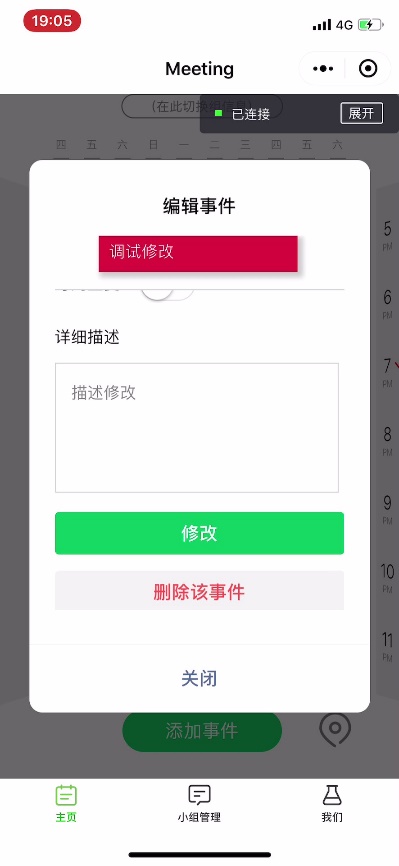 19:05
4G
Meeting
(在此切换
已连接
展开
四 五 六 日 一 二 三 四 五 六
编辑事件
调试修改
详细描述
描述修改
修改
删除该事件
关闭
5
PM
6
PM
7
PM
8
PM
9
PM
10
PM
11
PM
添加事件
主页
小组管理
我们